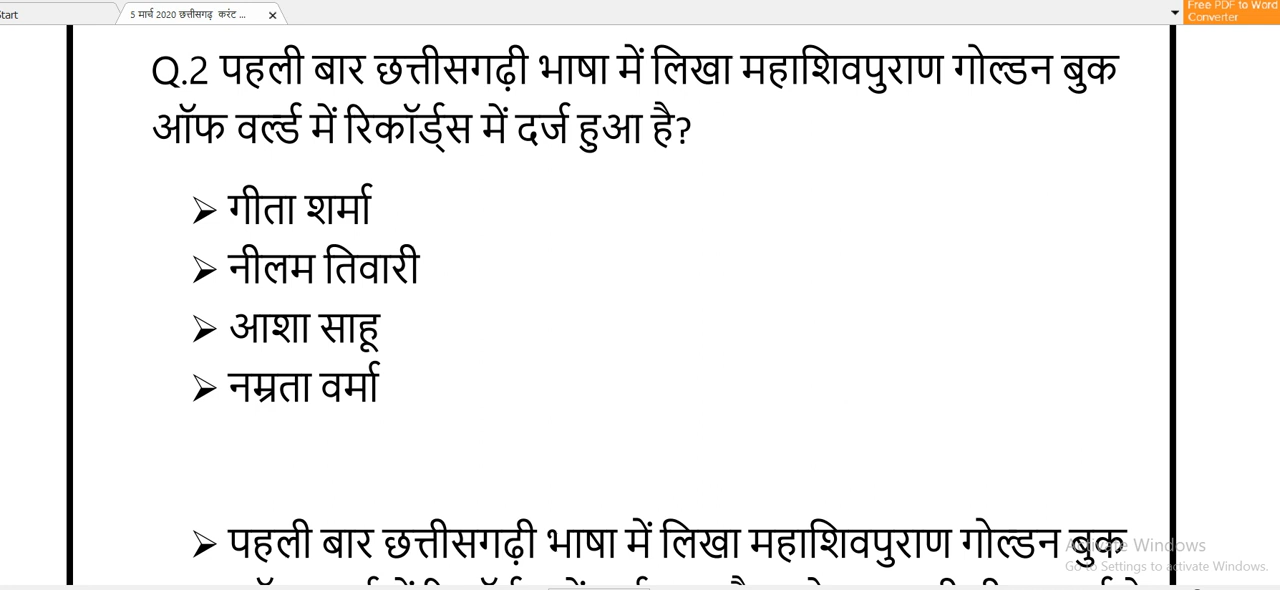 Start
5 मार्च 2020 छत्तीसगढ़ करंट ...
Free PDF to Word
Converter
Q.2 पहली बार छत्तीसगढ़ी भाषा में लिखा महाशिवपुराण गोल्डन बुक
ऑफ वर्ल्ड में रिकॉर्ड्स में दर्ज हुआ है?
➢ गीता शर्मा
➢ नीलम तिवारी
➢ आशा साहू
➢ नम्रता वर्मा
➢ पहली बार छत्तीसगढ़ी भाषा में लिखा महाशिवपुराण गोल्डन बुक
Activate Windows
Go to Settings to activate Windows.